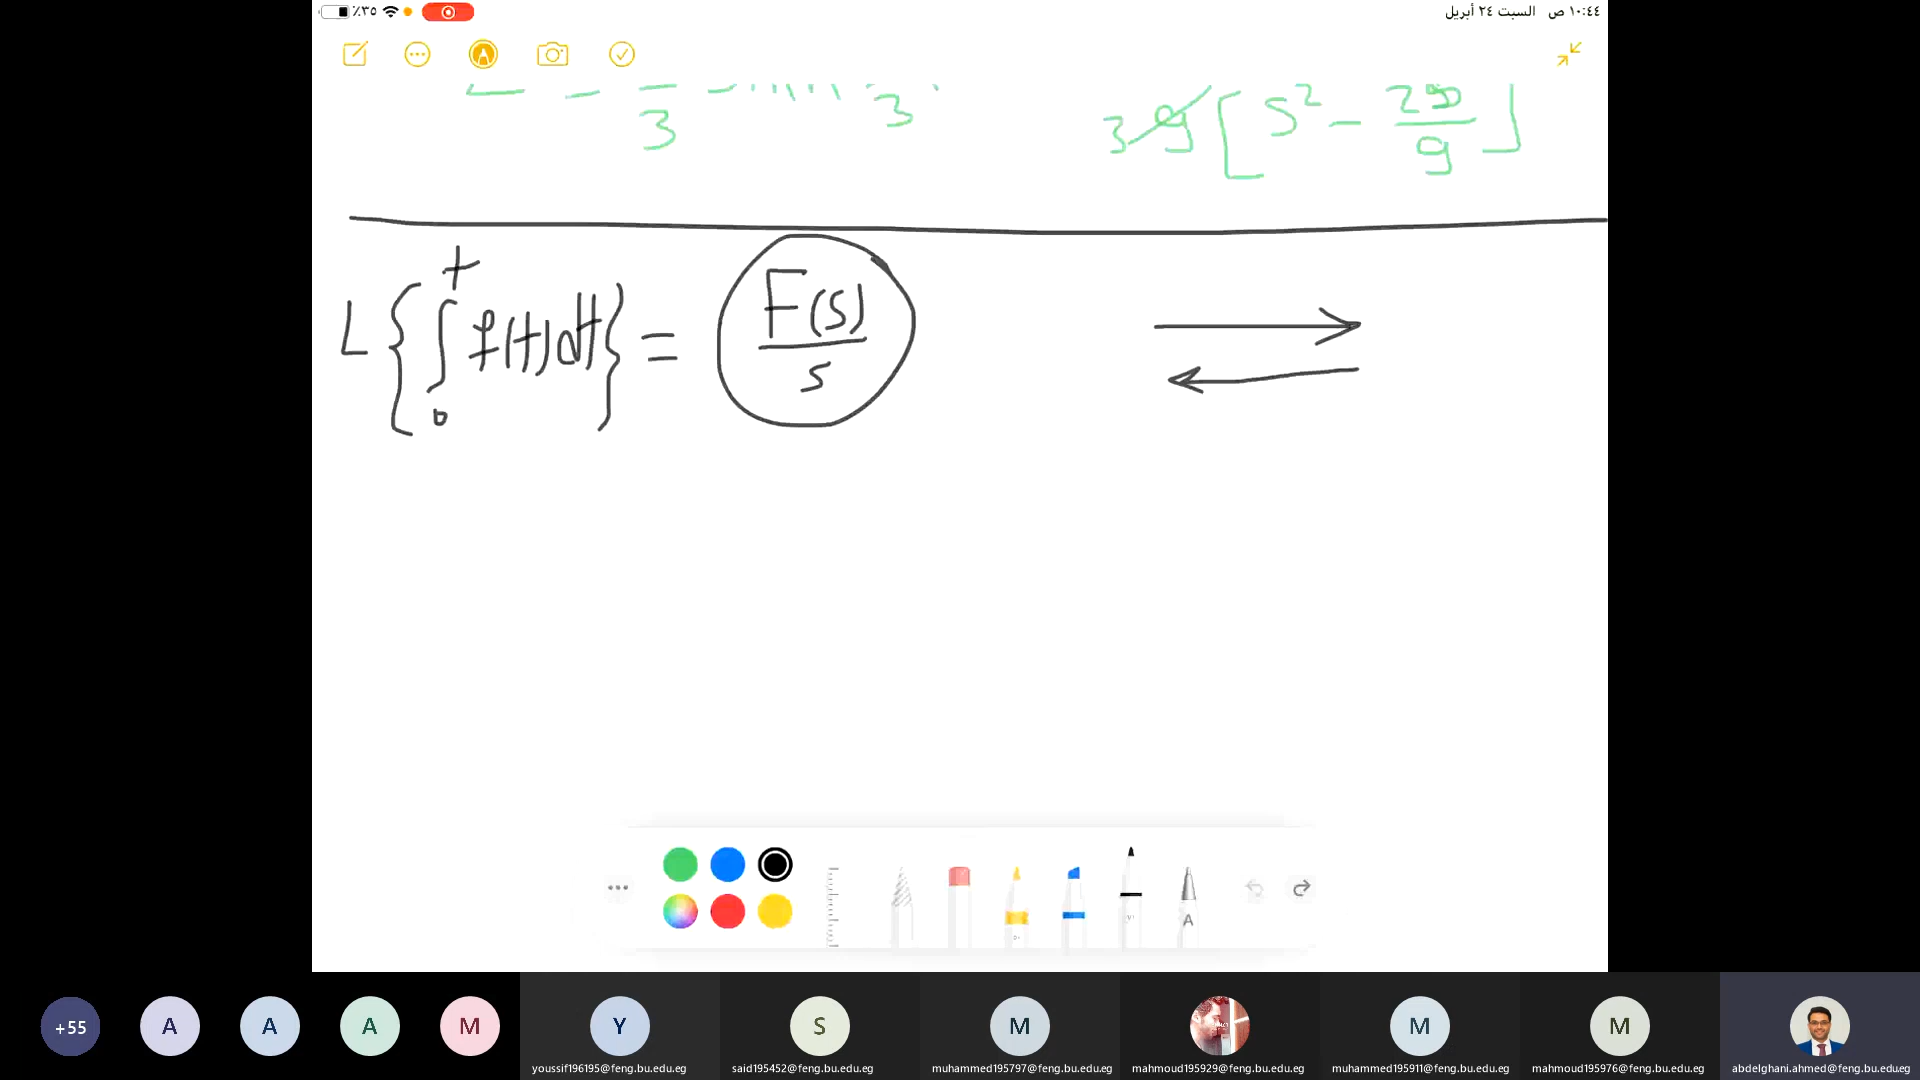 ٪٣٥
١٠:٤٤ ص السبت ٢٤ أبريل
3 3
3 9 [ S² - 25/9 ]
L { ∫₀ᵗ f(t) dt } = F(s)/s
A
+55 A A A M Y S M M M
youssif196195@feng.bu.edu.eg said195452@feng.bu.edu.eg muhammed195797@feng.bu.edu.eg mahmoud195929@feng.bu.edu.eg muhammed195911@feng.bu.edu.eg mahmoud195976@feng.bu.edu.eg abdelghani.ahmed@feng.bu.edu.eg